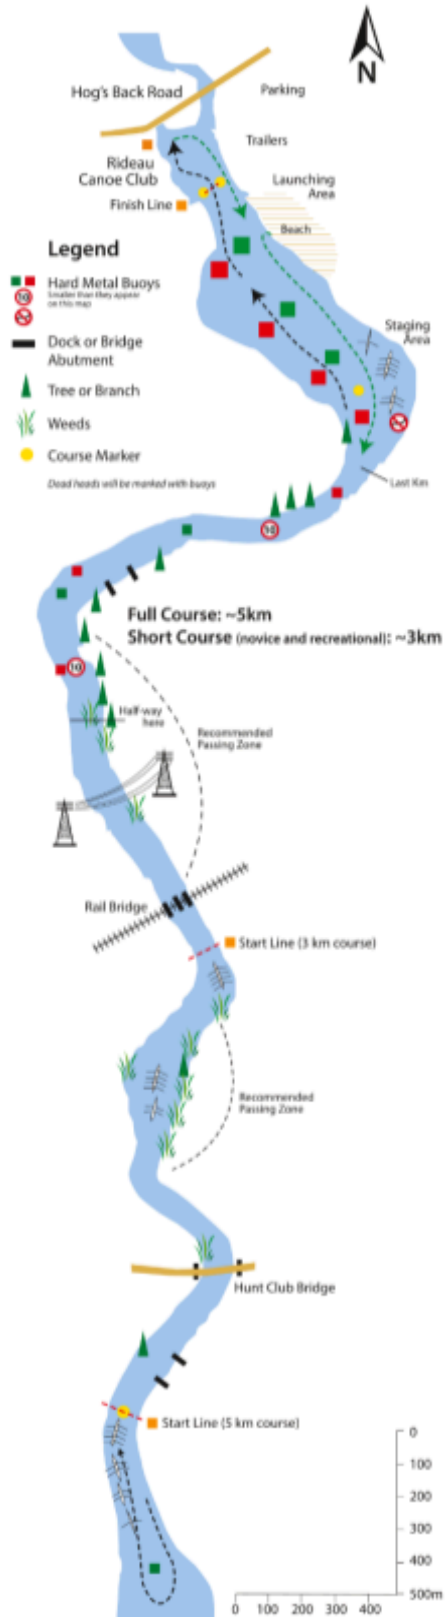 N
Hog's Back Road
Parking
Trailers
Rideau
Canoe Club
Launching
Area
Finish Line
Beach
Legend
Hard Metal Buoys
Smaller than they appear
on this map
10
Staging
Area
Dock or Bridge
Abutment
Tree or Branch
Weeds
Course Marker
Dead heads will be marked with buoys
Last Km
10
Full Course: ~5km
Short Course (novice and recreational): ~3km
10
Half-way
here
Recommended
Passing Zone
Rail Bridge
Start Line (3 km course)
Recommended
Passing Zone
Hunt Club Bridge
Start Line (5 km course)
0
100
200
300
400
500m
0 100 200 300 400